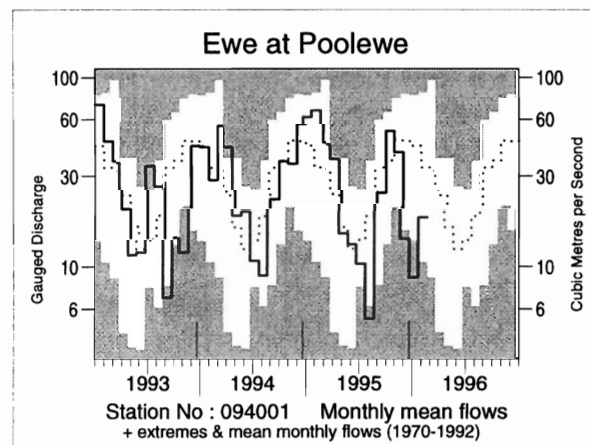 Ewe at Poolewe
100 100
60 60
30 30
10 10
6 6
Gauged Discharge
Cubic Metres per Second
1993 1994 1995 1996
Station No : 094001 Monthly mean flows
+ extremes & mean monthly flows (1970-1992)